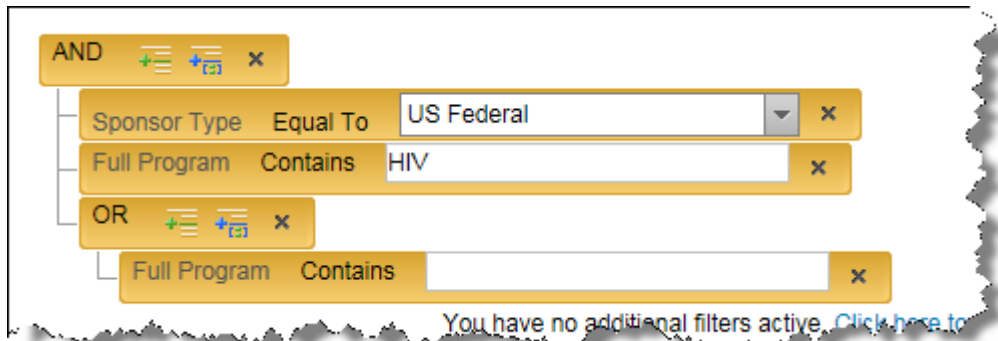 AND
Sponsor Type Equal To US Federal
Full Program Contains HIV
OR
Full Program Contains
You have no additional filters active. Click here to